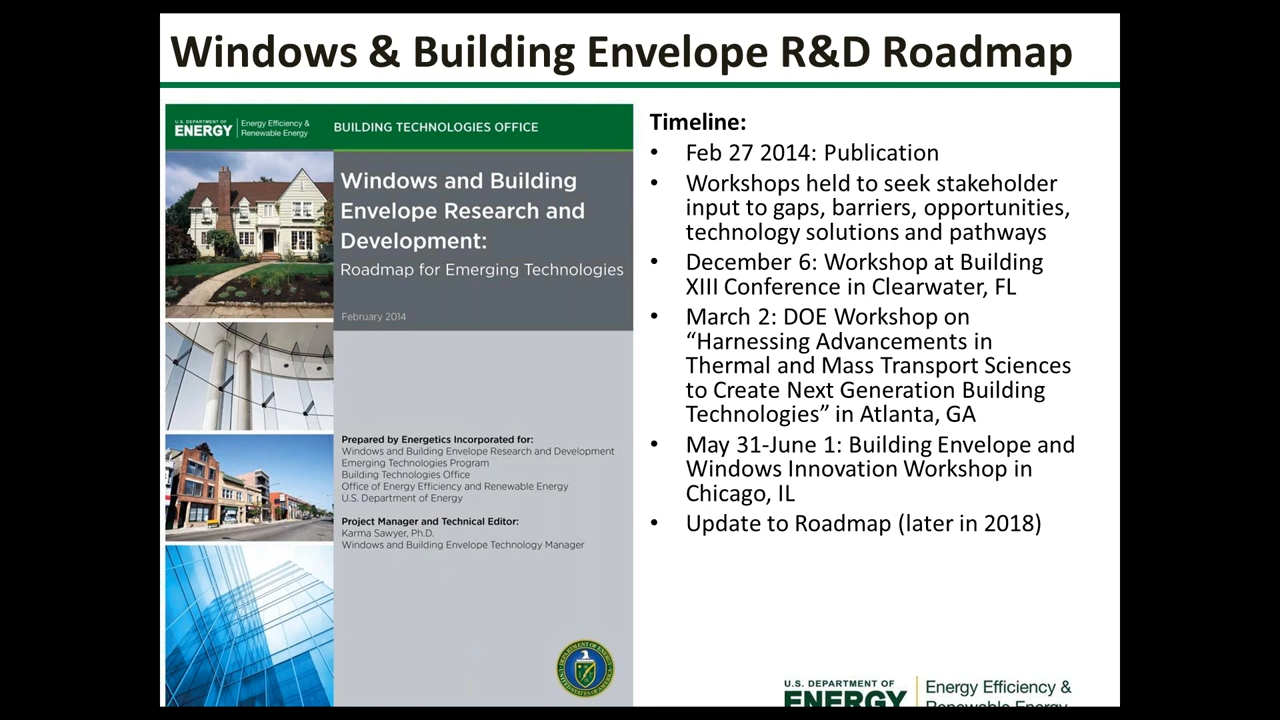 Windows & Building Envelope R&D Roadmap
U.S. DEPARTMENT OF
ENERGY
Energy Efficiency &
Renewable Energy
BUILDING TECHNOLOGIES OFFICE
Windows and Building
Envelope Research and
Development:
Roadmap for Emerging Technologies
February 2014
Prepared by Energetics Incorporated for:
Windows and Building Envelope Research and Development
Emerging Technologies Program
Building Technologies Office
Office of Energy Efficiency and Renewable Energy
U.S. Department of Energy
Project Manager and Technical Editor:
Karma Sawyer, Ph.D.
Windows and Building Envelope Technology Manager
Timeline:
• Feb 27 2014: Publication
• Workshops held to seek stakeholder
input to gaps, barriers, opportunities,
technology solutions and pathways
• December 6: Workshop at Building
XIII Conference in Clearwater, FL
• March 2: DOE Workshop on
“Harnessing Advancements in
Thermal and Mass Transport Sciences
to Create Next Generation Building
Technologies” in Atlanta, GA
• May 31-June 1: Building Envelope and
Windows Innovation Workshop in
Chicago, IL
• Update to Roadmap (later in 2018)
U.S. DEPARTMENT OF
ENERGY
Energy Efficiency &
Renewable Energy